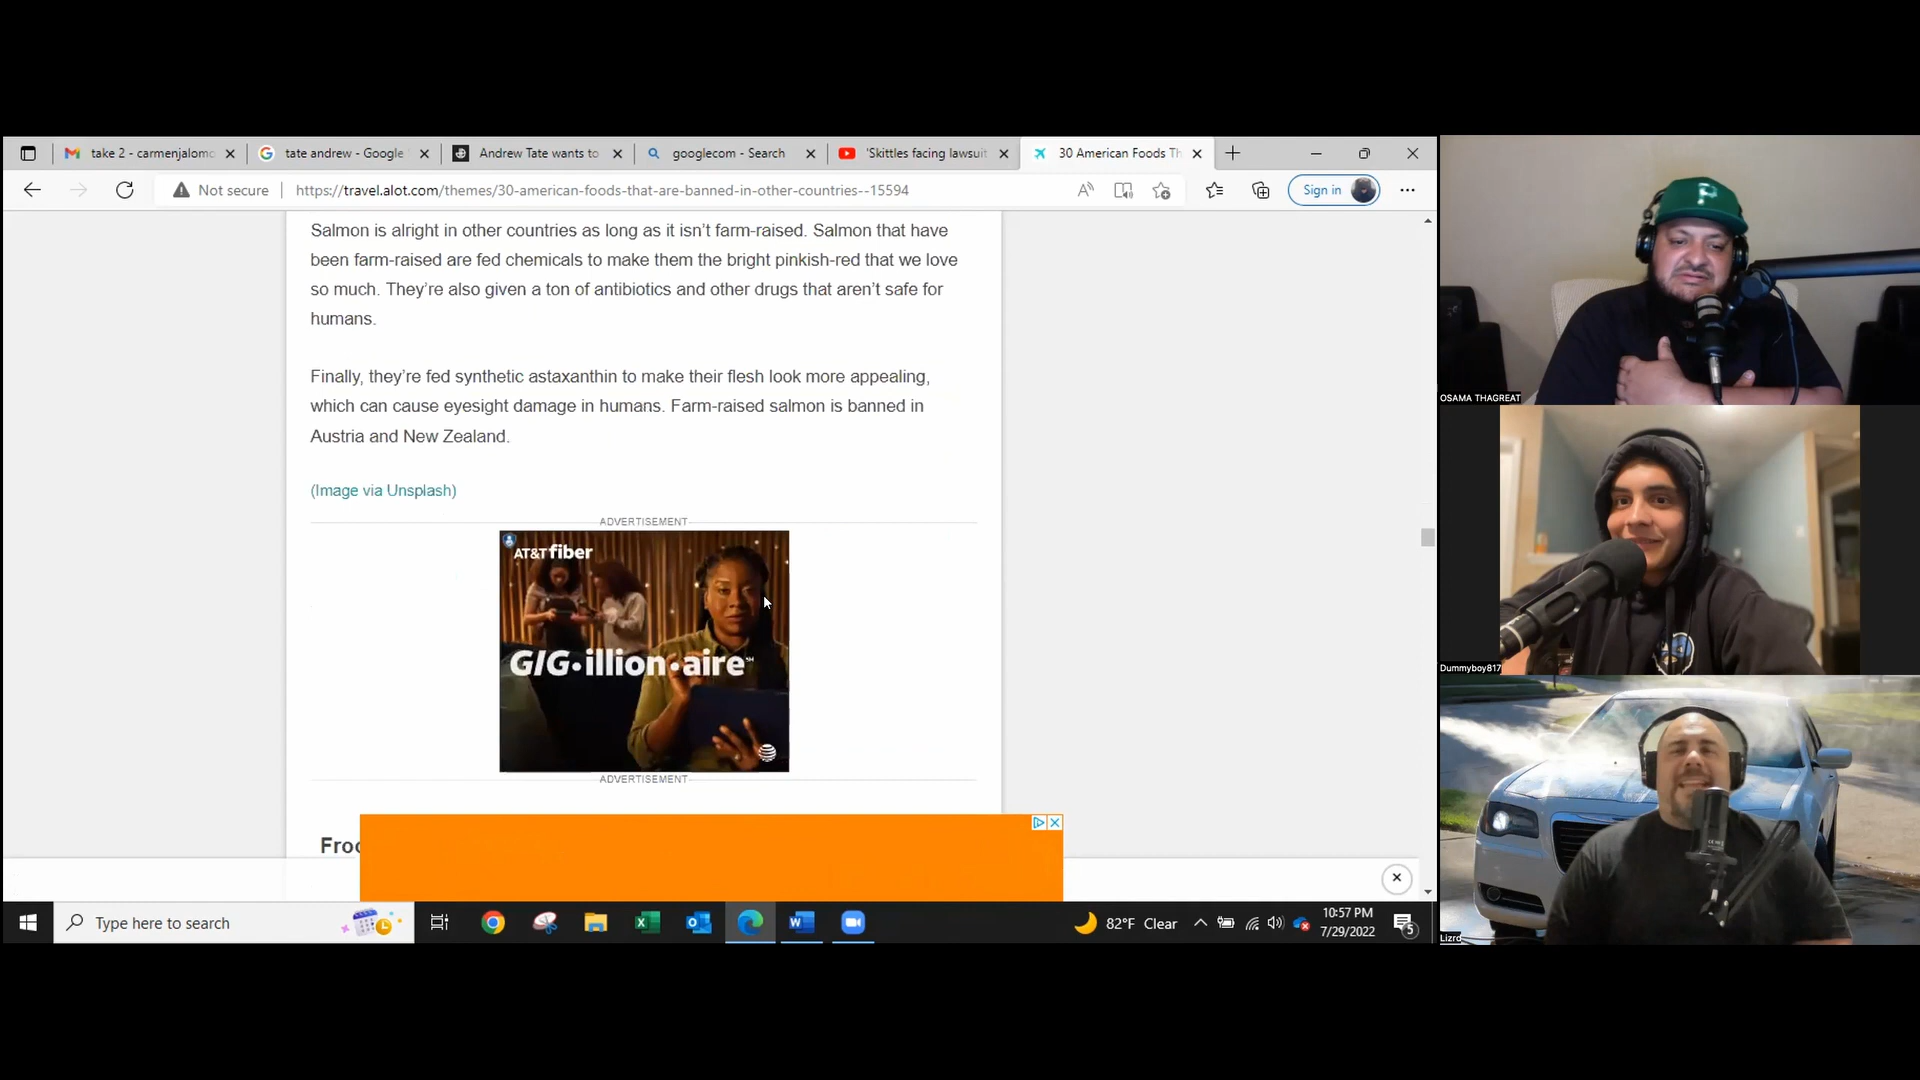 take 2 - carmenjalomo
tate andrew - Google
Andrew Tate wants to
googlecom - Search
'Skittles facing lawsuit
30 American Foods Th
Not secure
https://travel.alot.com/themes/30-american-foods-that-are-banned-in-other-countries--15594
Sign in
Salmon is alright in other countries as long as it isn't farm-raised. Salmon that have
been farm-raised are fed chemicals to make them the bright pinkish-red that we love
so much. They're also given a ton of antibiotics and other drugs that aren't safe for
humans.
Finally, they're fed synthetic astaxanthin to make their flesh look more appealing,
which can cause eyesight damage in humans. Farm-raised salmon is banned in
Austria and New Zealand.
(Image via Unsplash)
ADVERTISEMENT
AT&T fiber
GIG•illion•aire℠
ADVERTISEMENT
Froo
Type here to search
82°F Clear
10:57 PM
7/29/2022
5
OSAMA THAGREAT
P
Dummyboy817
Lizro